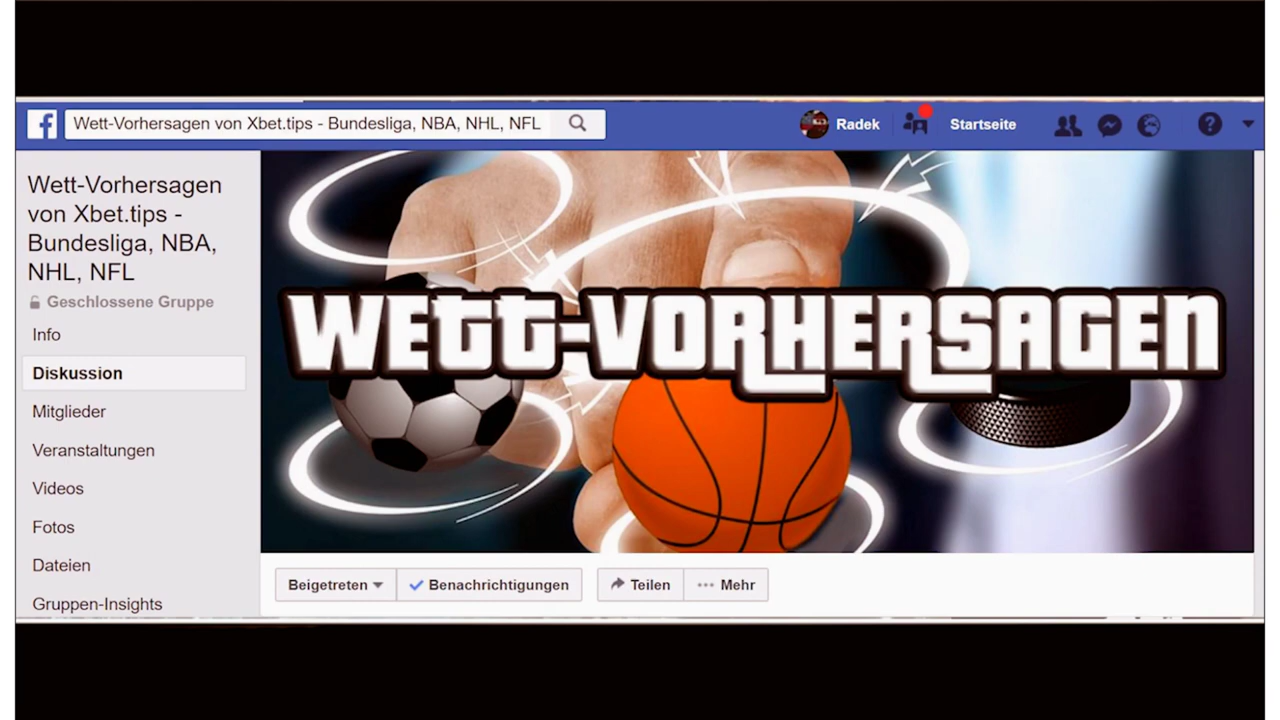 Wett-Vorhersagen von Xbet.tips - Bundesliga, NBA, NHL, NFL
Radek
Startseite
Wett-Vorhersagen
von Xbet.tips -
Bundesliga, NBA,
NHL, NFL
Geschlossene Gruppe
Info
Diskussion
Mitglieder
Veranstaltungen
Videos
Fotos
Dateien
Gruppen-Insights
WETT-VORHERSAGEN
Beigetreten
Benachrichtigungen
Teilen
Mehr